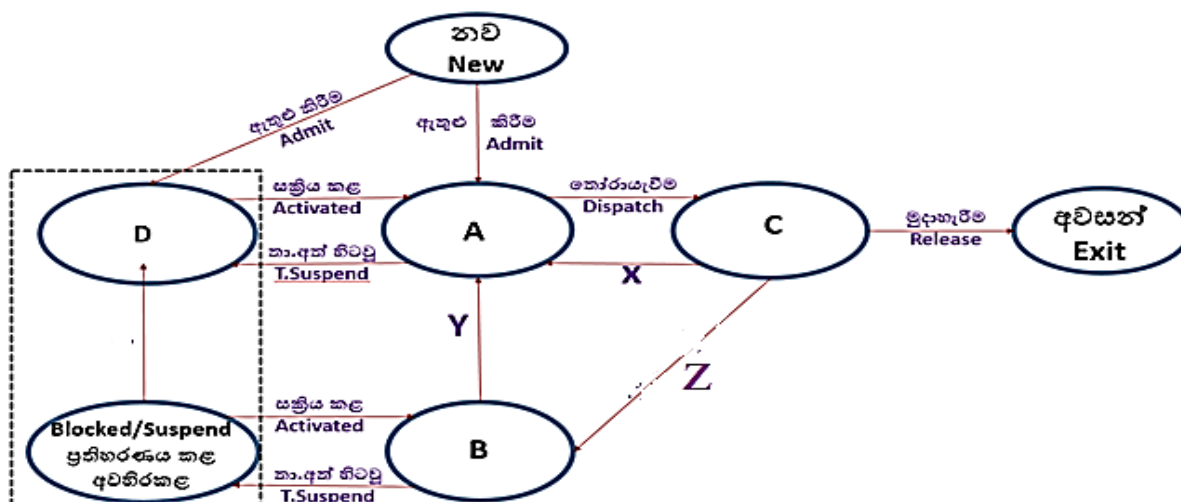 නව
New
ඇතුළු කිරීම
Admit
ඇතුළු කිරීම
Admit
D
සක්‍රිය කළ
Activated
A
තෝරායැවීම
Dispatch
C
මුදාහැරීම
Release
අවසන්
Exit
තා.අත් හිටවූ
T.Suspend
X
Y
Z
Blocked/Suspend
ප්‍රතිහරණය කළ
අවහිරකළ
සක්‍රිය කළ
Activated
B
තා.අත් හිටවූ
T.Suspend